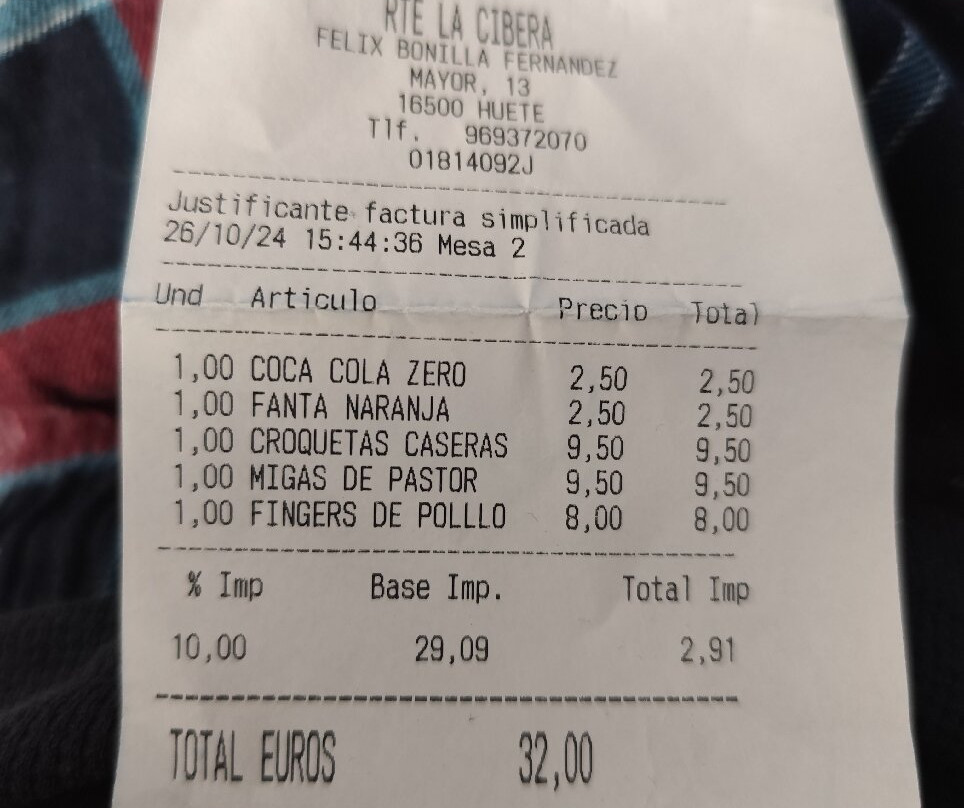 RTE LA CIBERA
FELIX BONILLA FERNANDEZ
MAYOR, 13
16500 HUETE
Tlf. 969372070
01814092J
Justificante factura simplificada
26/10/24 15:44:36 Mesa 2
Und Articulo Precio Total
1,00 COCA COLA ZERO 2,50 2,50
1,00 FANTA NARANJA 2,50 2,50
1,00 CROQUETAS CASERAS 9,50 9,50
1,00 MIGAS DE PASTOR 9,50 9,50
1,00 FINGERS DE POLLLO 8,00 8,00
% Imp Base Imp. Total Imp
10,00 29,09 2,91
TOTAL EUROS 32,00